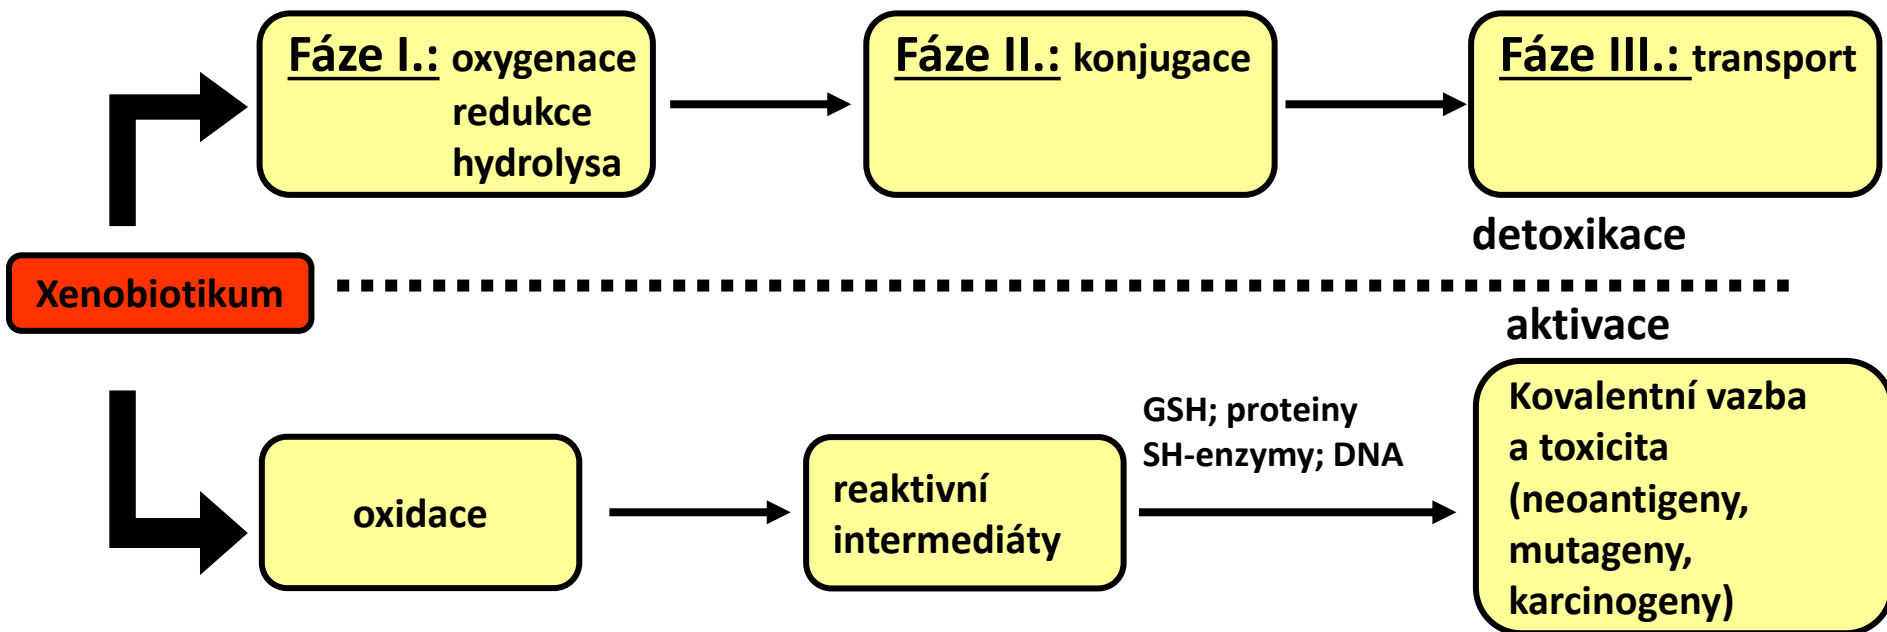 Fáze I.: oxygenace
redukce
hydrolysa
Fáze II.: konjugace
Fáze III.: transport
detoxikace
Xenobiotikum
aktivace
oxidace
reaktivní
intermediáty
GSH; proteiny
SH-enzymy; DNA
Kovalentní vazba
a toxicita
(neoantigeny,
mutageny,
karcinogeny)